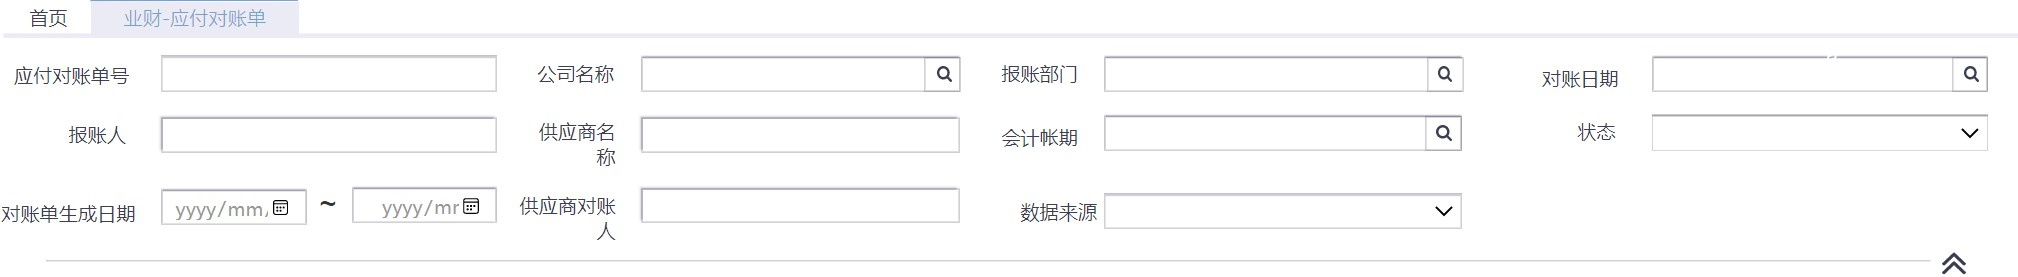 首页 业财-应付对账单
应付对账单号 公司名称 报账部门 对账日期
报账人 供应商名称 会计帐期 状态
对账单生成日期 yyyy/mm/ ~ yyyy/mr 供应商对账人 数据来源